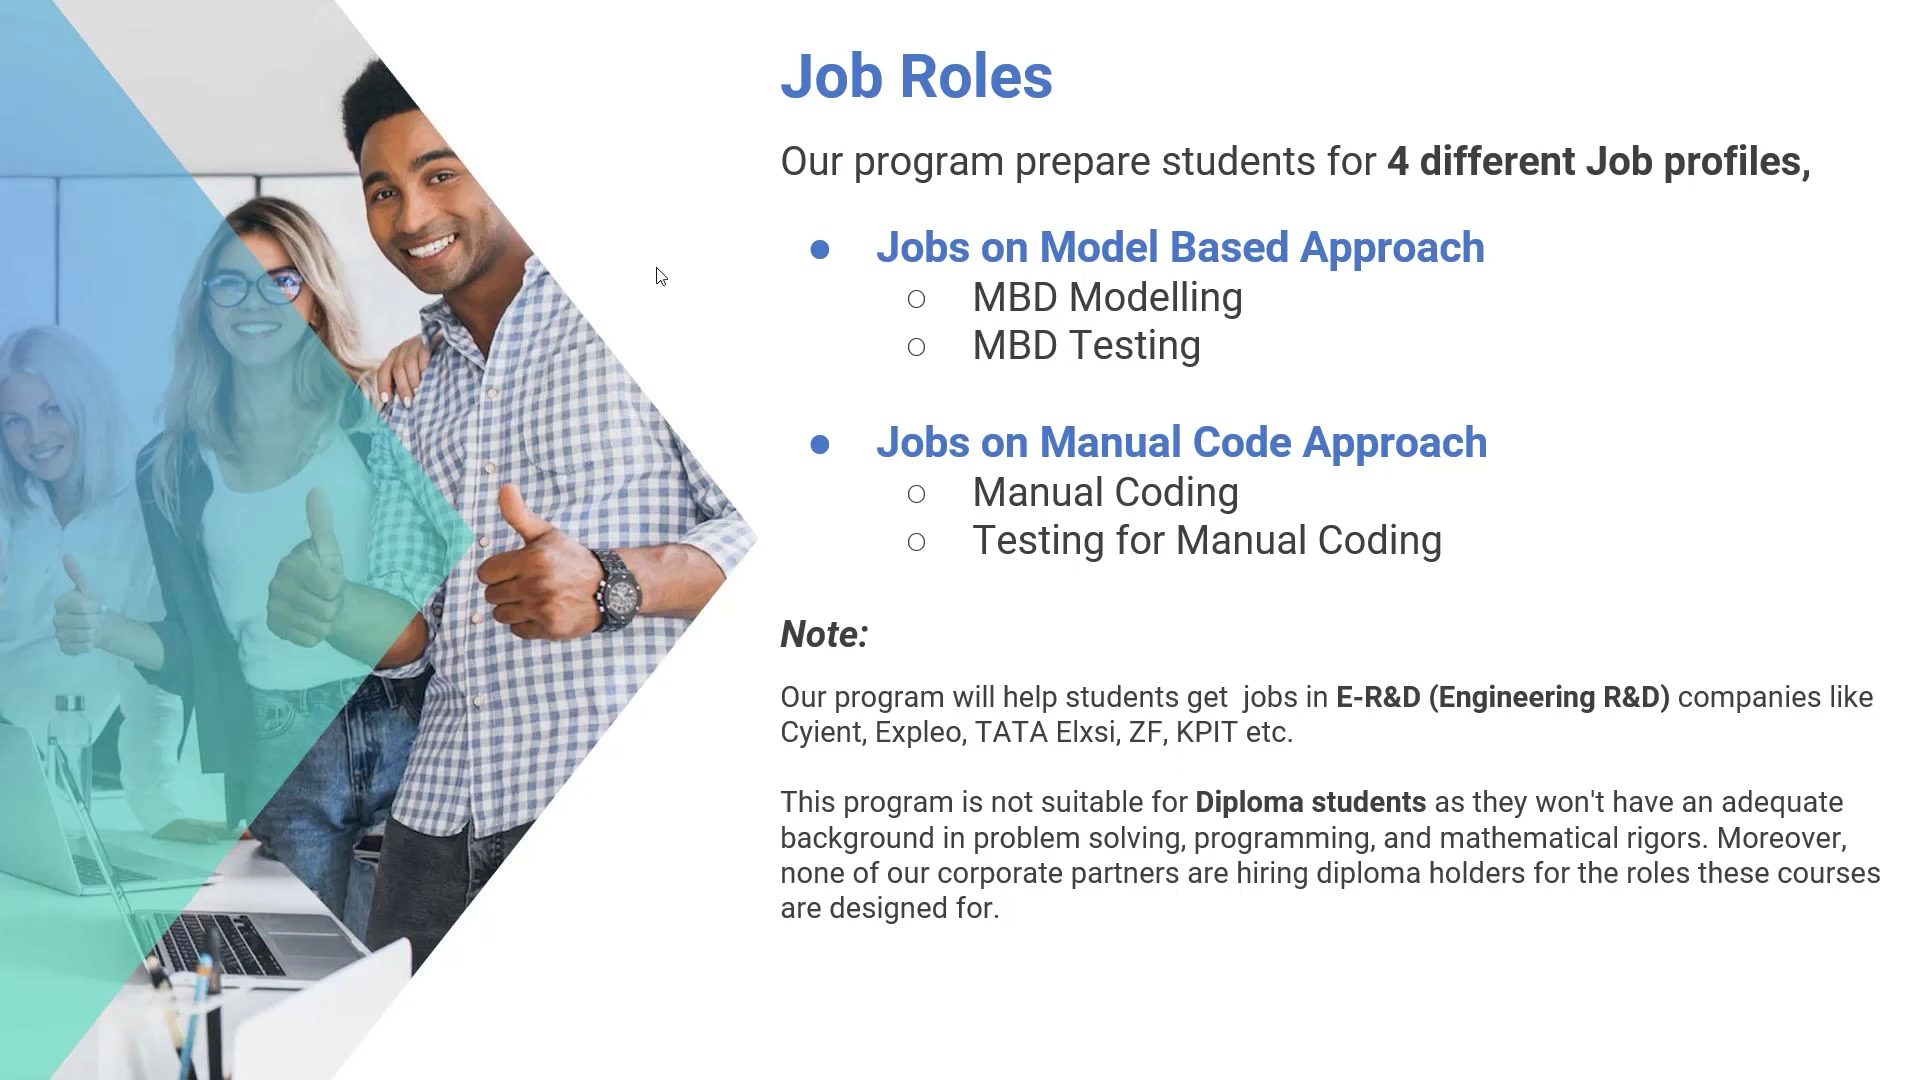 Job Roles
Our program prepare students for 4 different Job profiles,
● Jobs on Model Based Approach
○ MBD Modelling
○ MBD Testing
● Jobs on Manual Code Approach
○ Manual Coding
○ Testing for Manual Coding
Note:
Our program will help students get  jobs in E-R&D (Engineering R&D) companies like
Cyient, Expleo, TATA Elxsi, ZF, KPIT etc.
This program is not suitable for Diploma students as they won't have an adequate
background in problem solving, programming, and mathematical rigors. Moreover,
none of our corporate partners are hiring diploma holders for the roles these courses
are designed for.